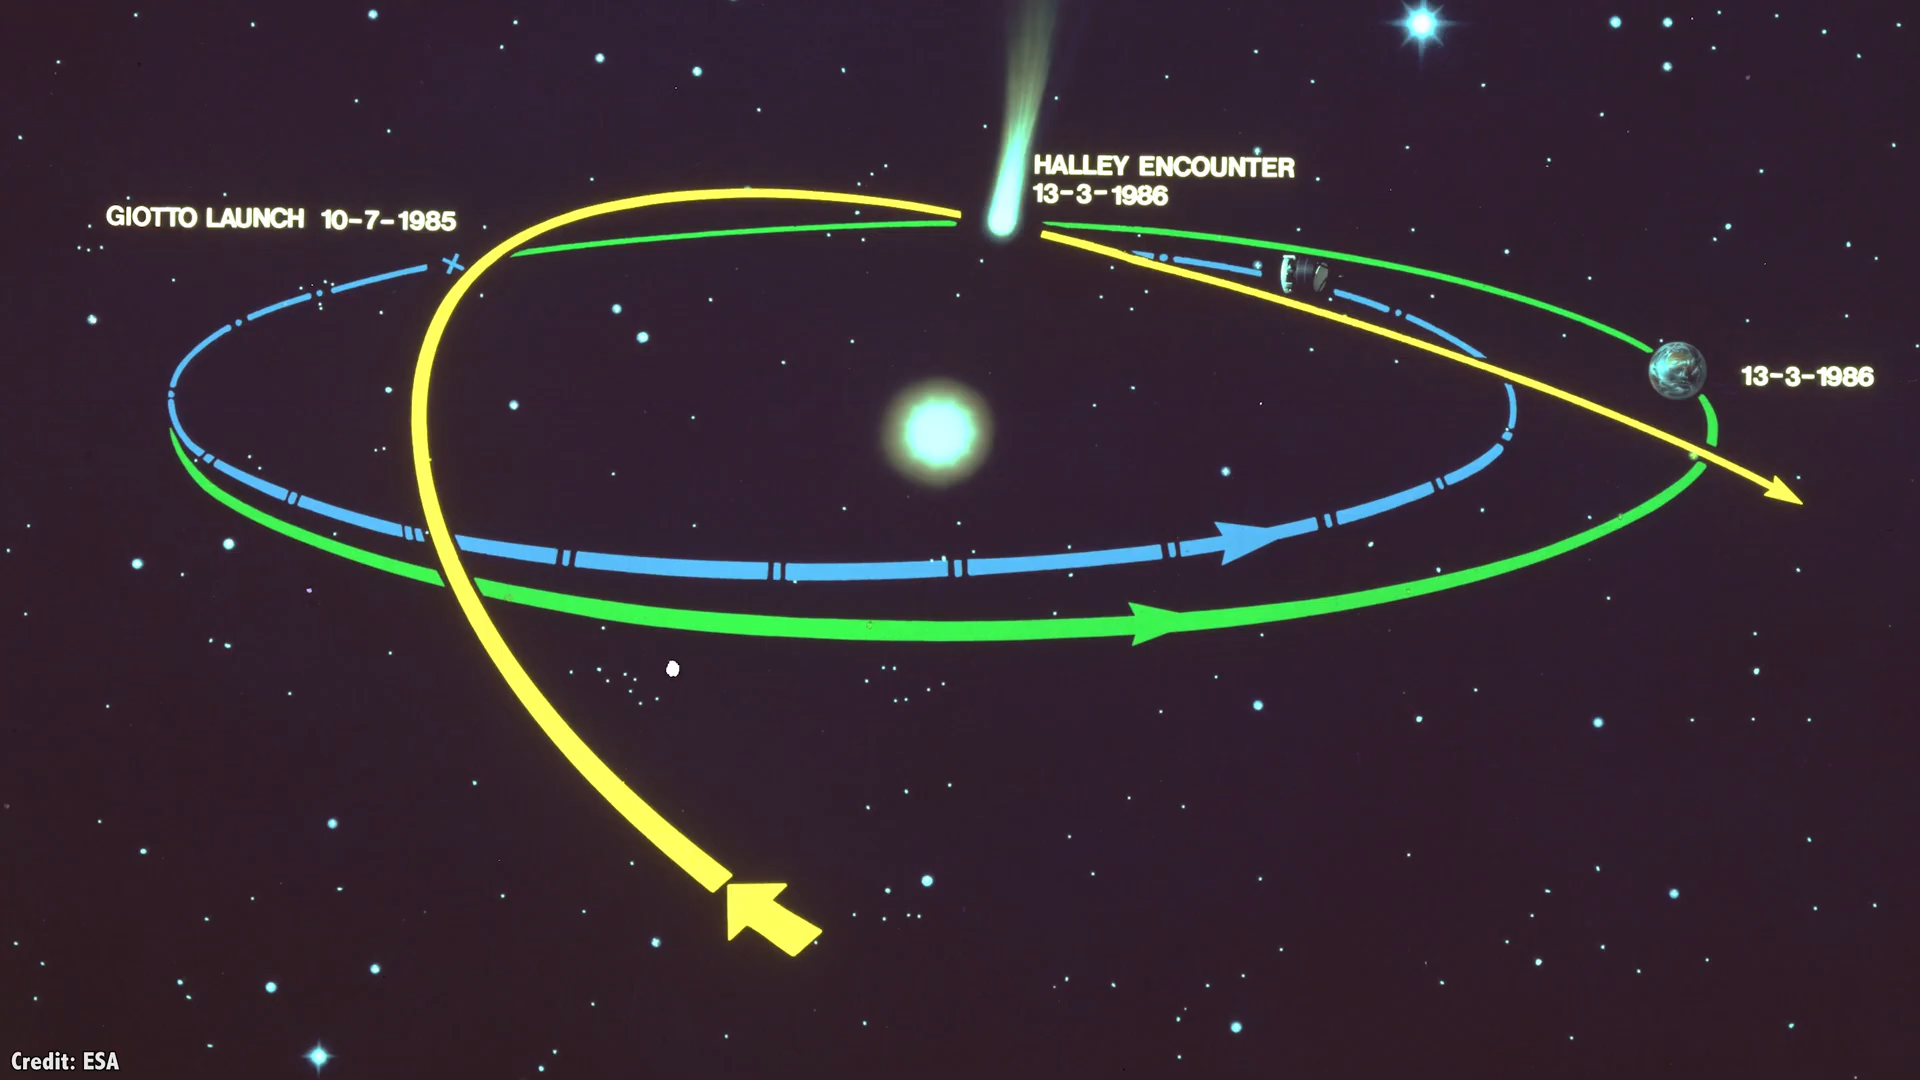 HALLEY ENCOUNTER
13-3-1986
GIOTTO LAUNCH 10-7-1985
13-3-1986
Credit: ESA